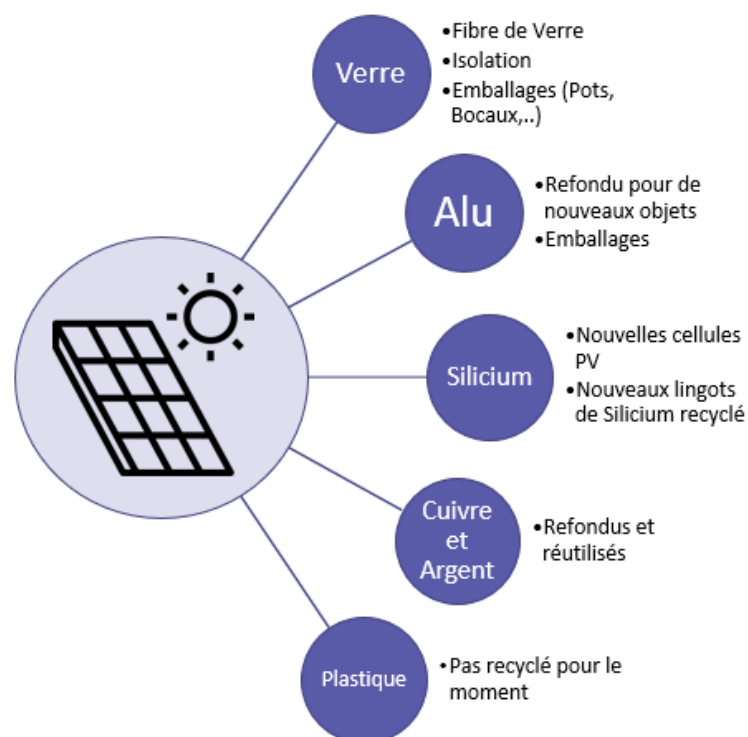 Verre
•Fibre de Verre
•Isolation
•Emballages (Pots,
Bocaux,..)
Alu
•Refondu pour de
nouveaux objets
•Emballages
Silicium
•Nouvelles cellules
PV
•Nouveaux lingots
de Silicium recyclé
Cuivre
et
Argent
•Refondus et
réutilisés
Plastique
•Pas recyclé pour le
moment